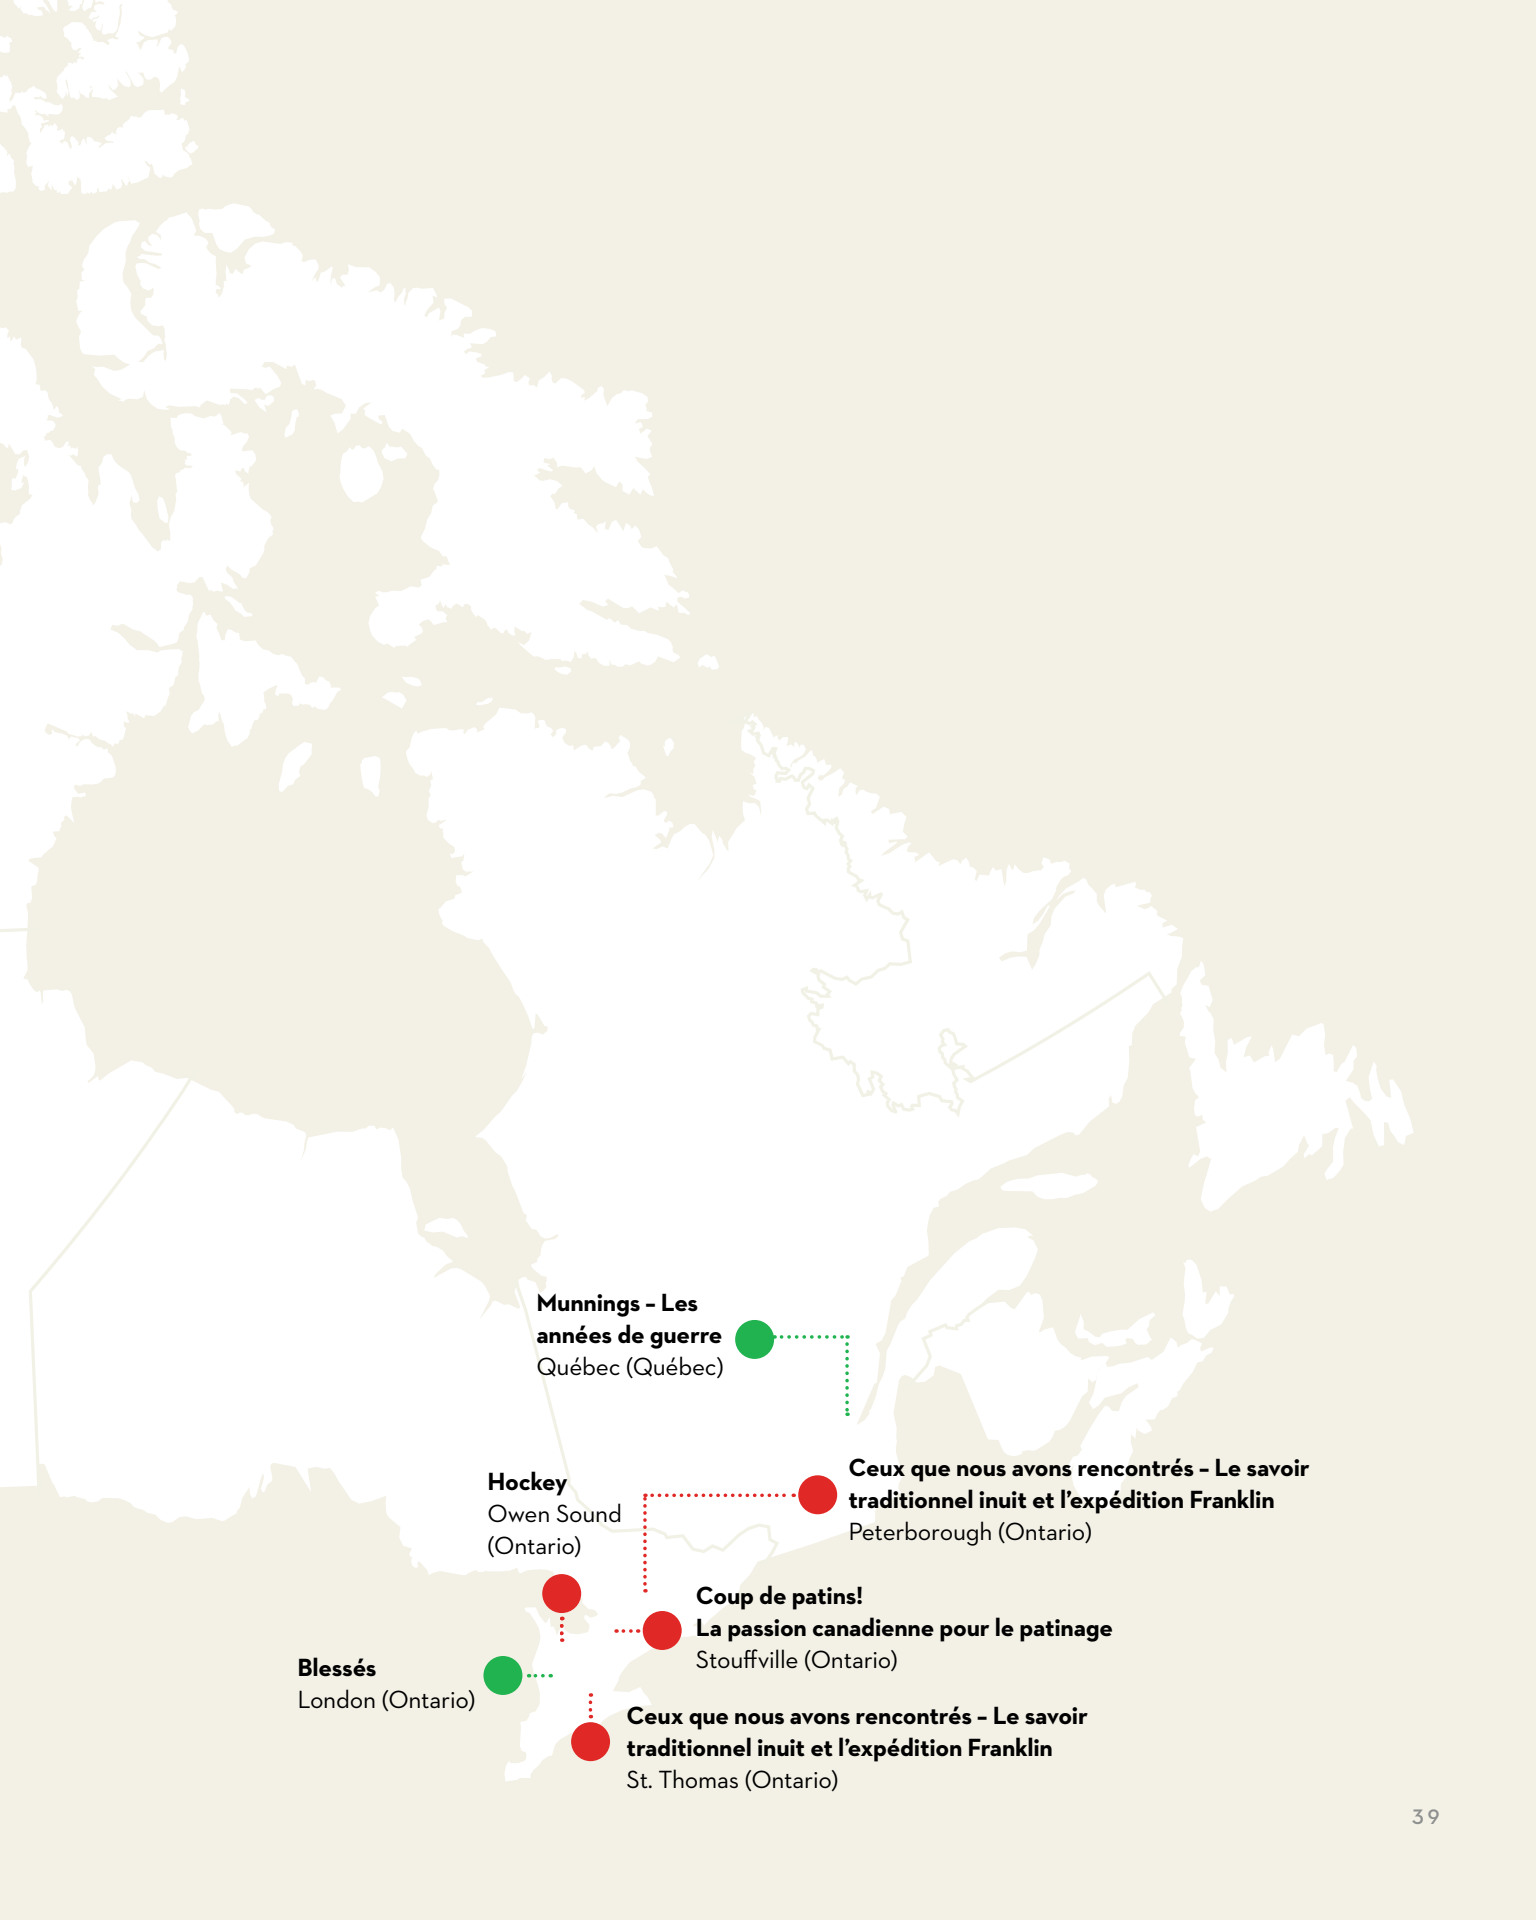 Munnings – Les
années de guerre
Québec (Québec)
Ceux que nous avons rencontrés – Le savoir
traditionnel inuit et l’expédition Franklin
Peterborough (Ontario)
Hockey
Owen Sound
(Ontario)
Coup de patins!
La passion canadienne pour le patinage
Stouffville (Ontario)
Blessés
London (Ontario)
Ceux que nous avons rencontrés – Le savoir
traditionnel inuit et l’expédition Franklin
St. Thomas (Ontario)
39